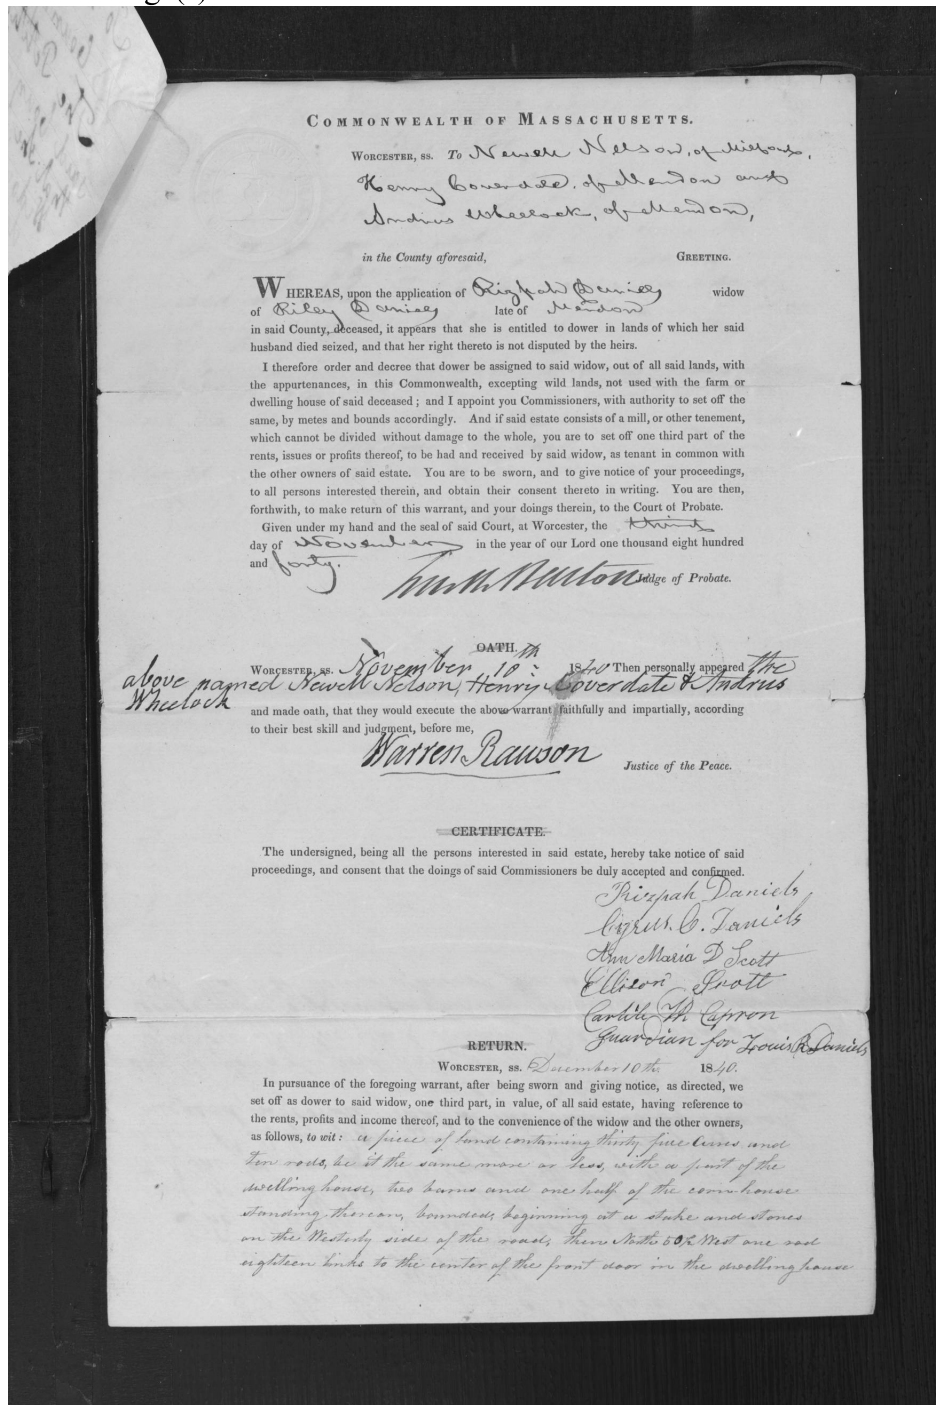 COMMONWEALTH OF MASSACHUSETTS.
WORCESTER, ss. To Newell Nelson, of Milford,
Henry Coverdale, of Mendon and
Andrus Wheelock, of Mendon,
in the County aforesaid, GREETING.
WHEREAS, upon the application of Rizpah Daniels widow
of Riley Daniels late of Mendon
in said County, deceased, it appears that she is entitled to dower in lands of which her said
husband died seized, and that her right thereto is not disputed by the heirs.
I therefore order and decree that dower be assigned to said widow, out of all said lands, with
the appurtenances, in this Commonwealth, excepting wild lands, not used with the farm or
dwelling house of said deceased; and I appoint you Commissioners, with authority to set off the
same, by metes and bounds accordingly. And if said estate consists of a mill, or other tenement,
which cannot be divided without damage to the whole, you are to set off one third part of the
rents, issues or profits thereof, to be had and received by said widow, as tenant in common with
the other owners of said estate. You are to be sworn, and to give notice of your proceedings,
to all persons interested therein, and obtain their consent thereto in writing. You are then,
forthwith, to make return of this warrant, and your doings therein, to the Court of Probate.
Given under my hand and the seal of said Court, at Worcester, the third
day of November in the year of our Lord one thousand eight hundred
and forty.
Judge of Probate.
OATH.
WORCESTER, ss. November 10th 1840 Then personally appeared the
above named Newell Nelson, Henry Coverdale & Andrus
Wheelock
and made oath, that they would execute the above warrant faithfully and impartially, according
to their best skill and judgment, before me,
Warren Rawson
Justice of the Peace.
CERTIFICATE.
The undersigned, being all the persons interested in said estate, hereby take notice of said
proceedings, and consent that the doings of said Commissioners be duly accepted and confirmed.
Rizpah Daniels
Cyrus C. Daniels
Ann Maria D Scott
Ellison Scott
Carlile W Capron
Guardian for Louis R Daniels
RETURN.
WORCESTER, ss. December 10th 1840.
In pursuance of the foregoing warrant, after being sworn and giving notice, as directed, we
set off as dower to said widow, one third part, in value, of all said estate, having reference to
the rents, profits and income thereof, and to the convenience of the widow and the other owners,
as follows, to wit: a piece of land containing thirty five acres and
ten rods, be it the same more or less, with a part of the
dwelling house, two barns and one half of the corn-house
standing thereon, bounded, beginning at a stake and stones
on the Westerly side of the road, then North 50½ West one rod
eighteen links to the center of the front door in the dwelling house